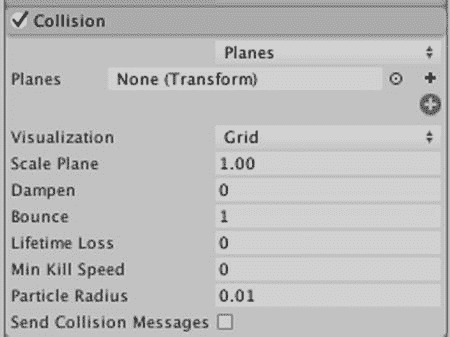 Collision
Planes
Planes None (Transform)
Visualization Grid
Scale Plane 1.00
Dampen 0
Bounce 1
Lifetime Loss 0
Min Kill Speed 0
Particle Radius 0.01
Send Collision Messages